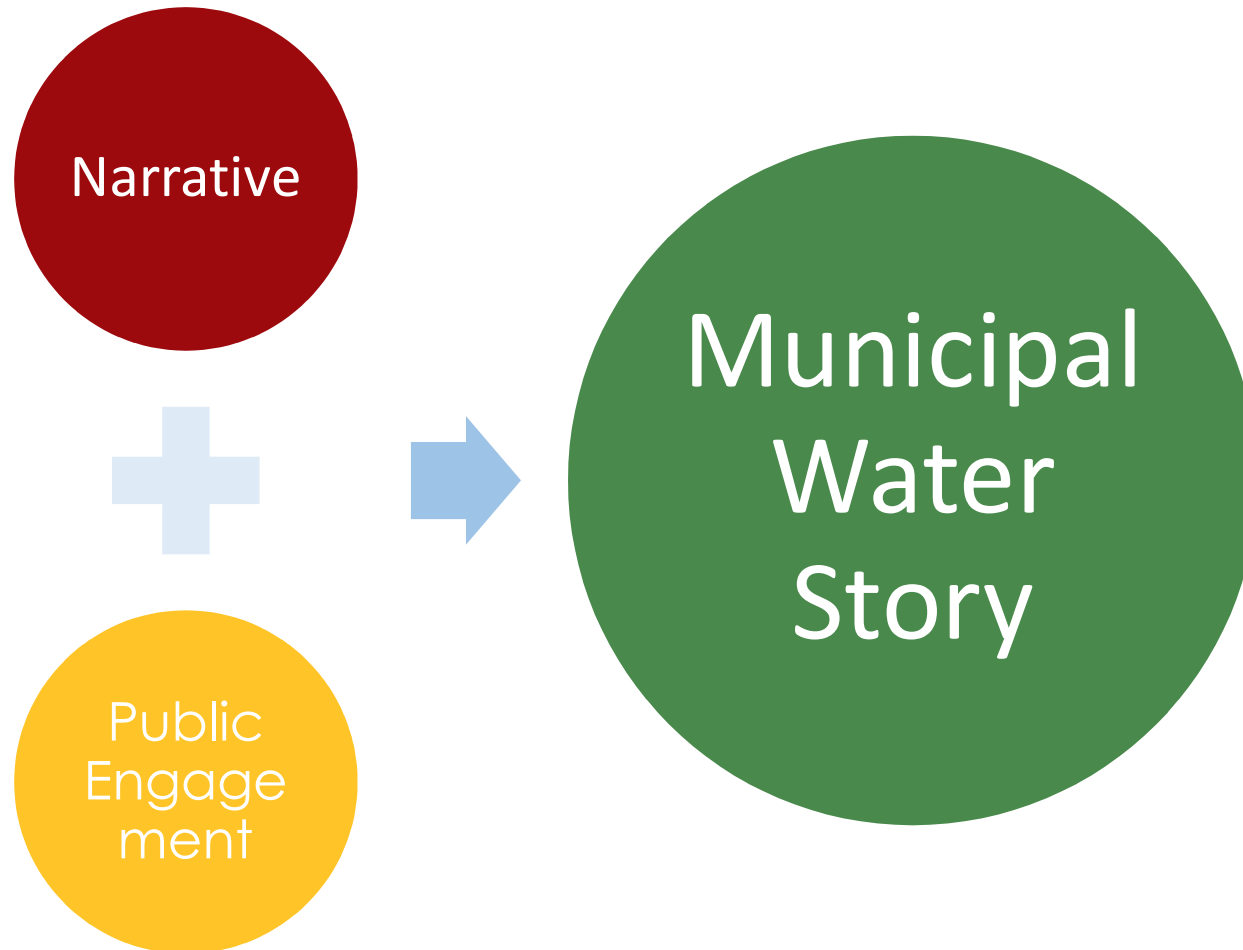 Narrative
Public
Engage
ment
Municipal
Water
Story